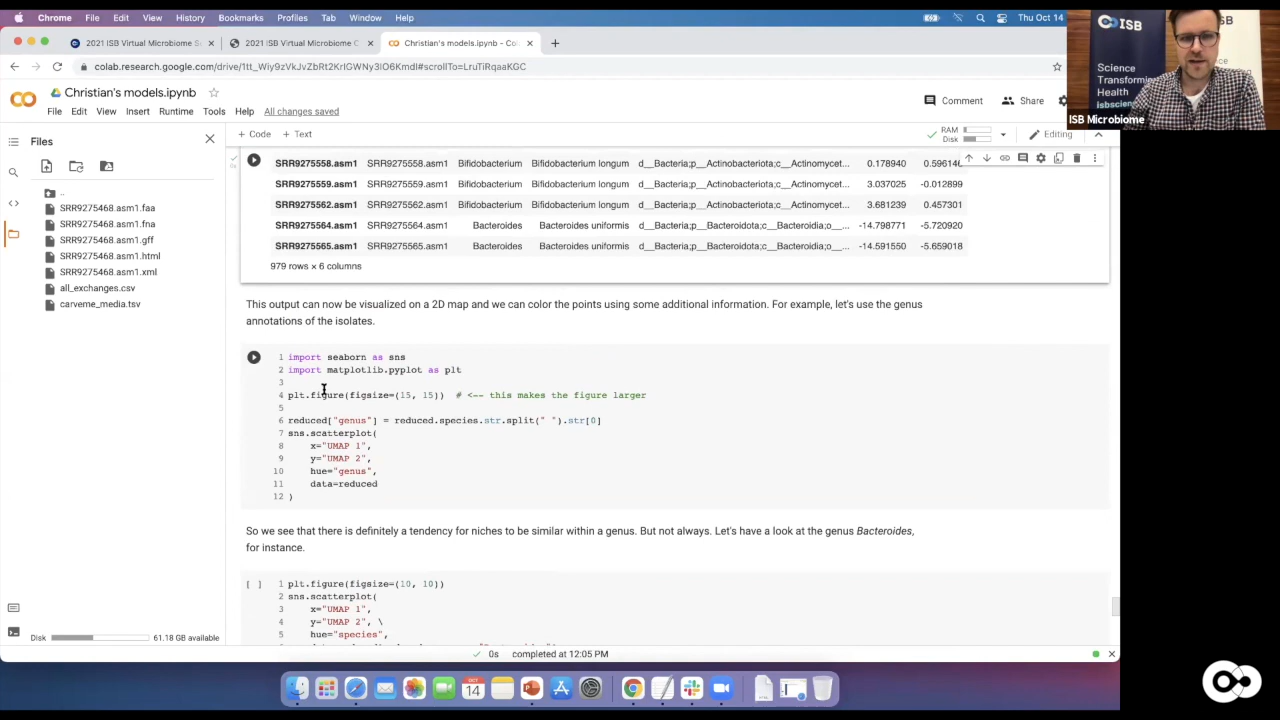 Chrome File Edit View History Bookmarks Profiles Tab Window Help Thu Oct 14
2021 ISB Virtual Microbiome S
2021 ISB Virtual Microbiome C
Christian's models.ipynb - Co
colab.research.google.com/drive/1tt_Wiy9zVkJvZbRt2KrIGWNy3iO6Kmdl#scrollTo=LruTiRqaaKGC
Christian's models.ipynb
File Edit View Insert Runtime Tools Help All changes saved
Comment Share
RAM
Disk
Editing
Files
+ Code + Text
..
SRR9275468.asm1.faa
SRR9275468.asm1.fna
SRR9275468.asm1.gff
SRR9275468.asm1.html
SRR9275468.asm1.xml
all_exchanges.csv
carveme_media.tsv
Disk 61.18 GB available
SRR9275558.asm1 SRR9275558.asm1 Bifidobacterium Bifidobacterium longum d__Bacteria;p__Actinobacteriota;c__Actinomycet... 0.178940 0.596146
SRR9275559.asm1 SRR9275559.asm1 Bifidobacterium Bifidobacterium longum d__Bacteria;p__Actinobacteriota;c__Actinomycet... 3.037025 -0.012899
SRR9275562.asm1 SRR9275562.asm1 Bifidobacterium Bifidobacterium longum d__Bacteria;p__Actinobacteriota;c__Actinomycet... 3.681239 0.457301
SRR9275564.asm1 SRR9275564.asm1 Bacteroides Bacteroides uniformis d__Bacteria;p__Bacteroidota;c__Bacteroidia;o__... -14.798771 -5.720920
SRR9275565.asm1 SRR9275565.asm1 Bacteroides Bacteroides uniformis d__Bacteria;p__Bacteroidota;c__Bacteroidia;o__... -14.591550 -5.659018
979 rows × 6 columns
This output can now be visualized on a 2D map and we can color the points using some additional information. For example, let's use the genus
annotations of the isolates.
1 import seaborn as sns
2 import matplotlib.pyplot as plt
3
4 plt.figure(figsize=(15, 15)) # <-- this makes the figure larger
5
6 reduced["genus"] = reduced.species.str.split(" ").str[0]
7 sns.scatterplot(
8 x="UMAP 1",
9 y="UMAP 2",
10 hue="genus",
11 data=reduced
12 )
So we see that there is definitely a tendency for niches to be similar within a genus. But not always. Let's have a look at the genus Bacteroides,
for instance.
[ ] 1 plt.figure(figsize=(10, 10))
2 sns.scatterplot(
3 x="UMAP 1",
4 y="UMAP 2", \
5 hue="species",
0s completed at 12:05 PM
ISB
Science
Transforming
Health
isbscien
ISB Microbiome
OCT
14